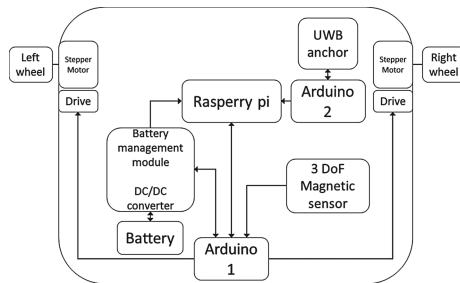 UWB
anchor
Left
wheel
Stepper
Motor
Stepper
Motor
Right
wheel
Drive
Rasperry pi
Arduino
2
Drive
Battery
management
module
DC/DC
converter
3 DoF
Magnetic
sensor
Battery
Arduino
1